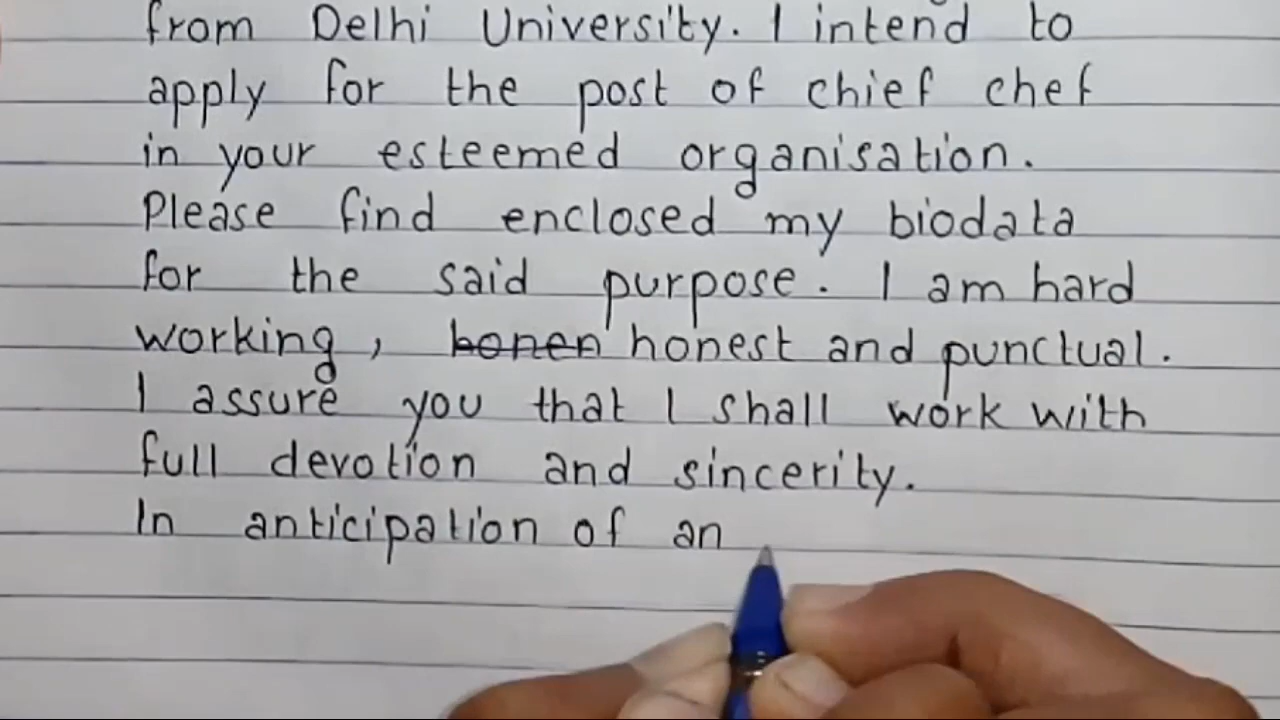 from Delhi University. I intend to
apply for the post of chief chef
in your esteemed organisation.
Please find enclosed my biodata
for the said purpose. I am hard
working, honen honest and punctual.
I assure you that I shall work with
full devotion and sincerity.
In anticipation of an